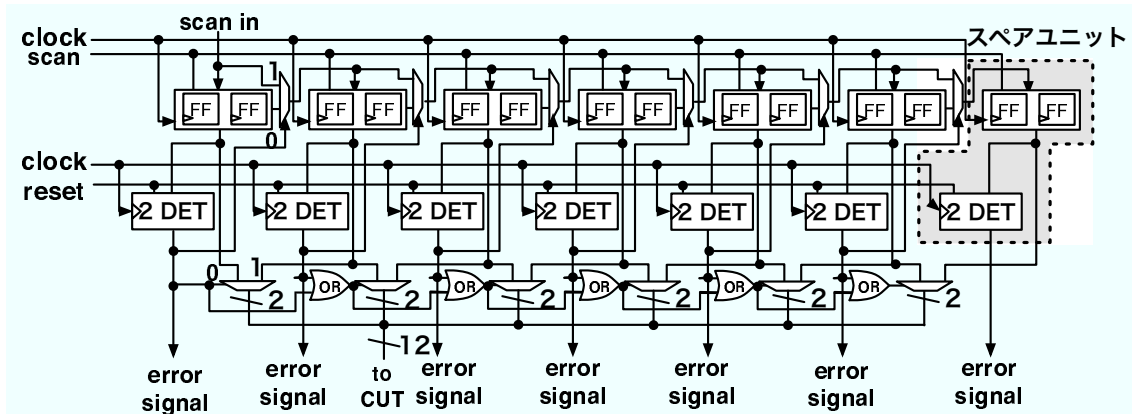 scan in
clock
scan
スペアユニット
1
FF FF FF FF FF FF FF FF FF FF FF FF FF FF
0
clock
reset
2 DET 2 DET 2 DET 2 DET 2 DET 2 DET 2 DET
0 1
OR OR OR OR OR
2 2 2 2 2 2
12
error signal
error signal
to CUT
error signal
error signal
error signal
error signal
error signal